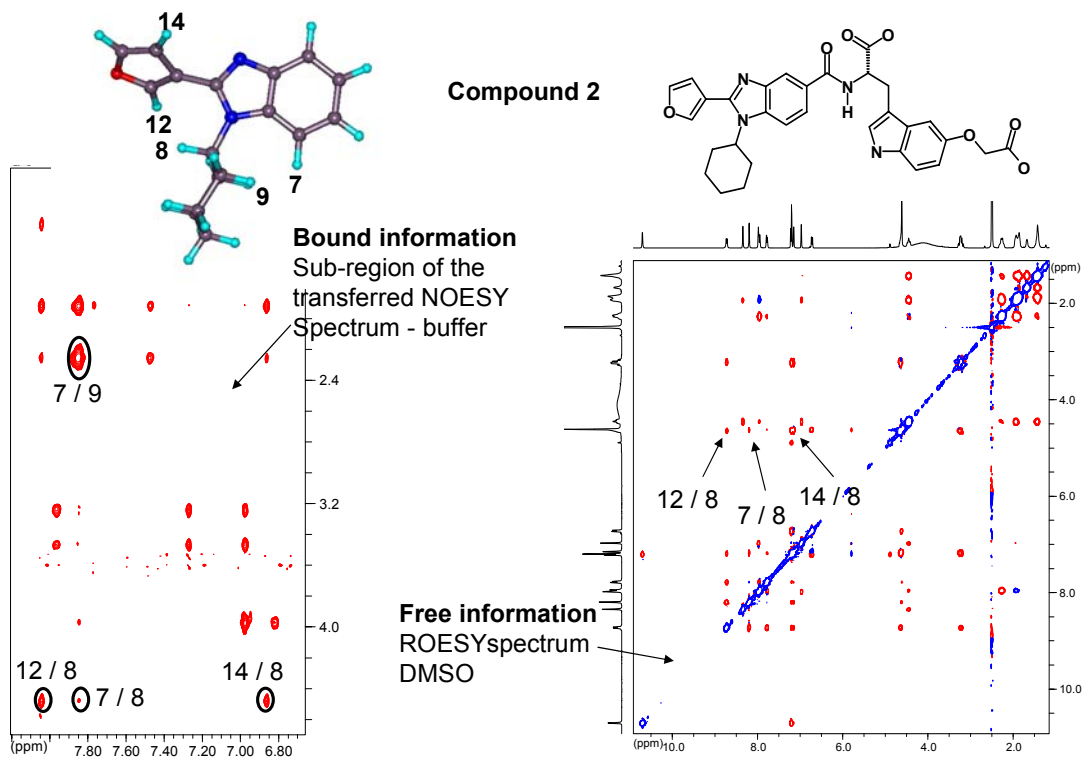 14
12
8
9
7
Compound 2
O
N
N
O
N
H
O
O
N
O
O
O
Bound information
Sub-region of the
transferred NOESY
Spectrum - buffer
7 / 9
12 / 8
7 / 8
14 / 8
2.4
3.2
4.0
(ppm)
7.80 7.60 7.40 7.20 7.00 6.80
(ppm)
2.0
4.0
6.0
8.0
10.0
12 / 8
7 / 8
14 / 8
Free information
ROESYspectrum
DMSO
(ppm)10.0 8.0 6.0 4.0 2.0